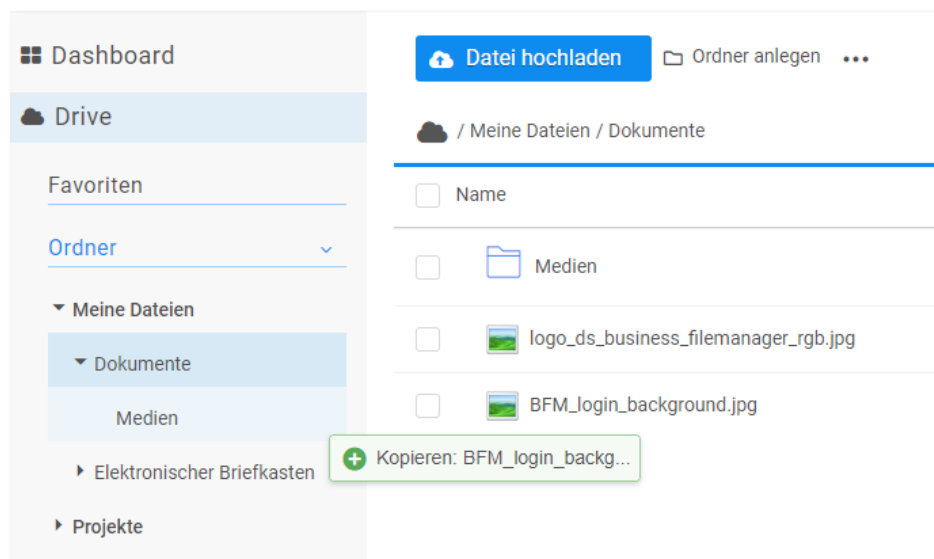 Dashboard
Drive
Favoriten
Ordner
Meine Dateien
Dokumente
Medien
Elektronischer Briefkasten
Projekte
Datei hochladen
Ordner anlegen
/ Meine Dateien / Dokumente
Name
Medien
logo_ds_business_filemanager_rgb.jpg
BFM_login_background.jpg
Kopieren: BFM_login_backg...